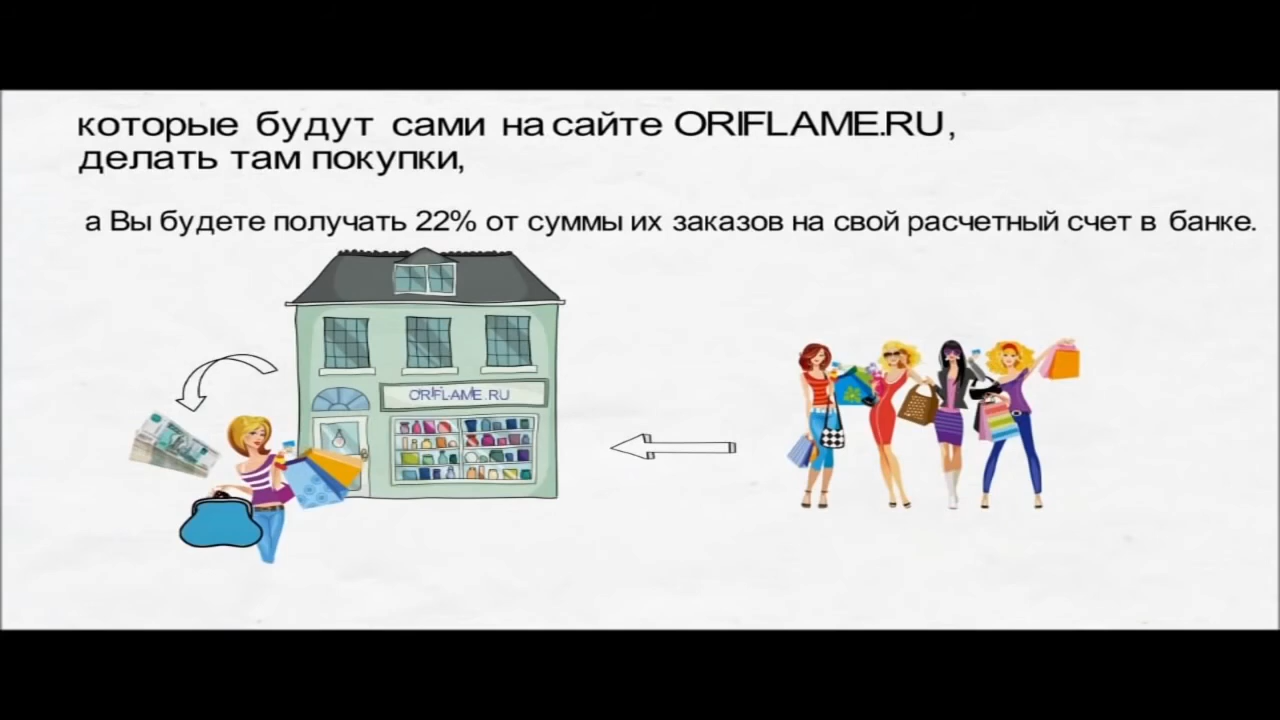 которые будут сами на сайте ORIFLAME.RU,
делать там покупки,
а Вы будете получать 22% от суммы их заказов на свой расчетный счет в банке.
ORIFLAME.RU